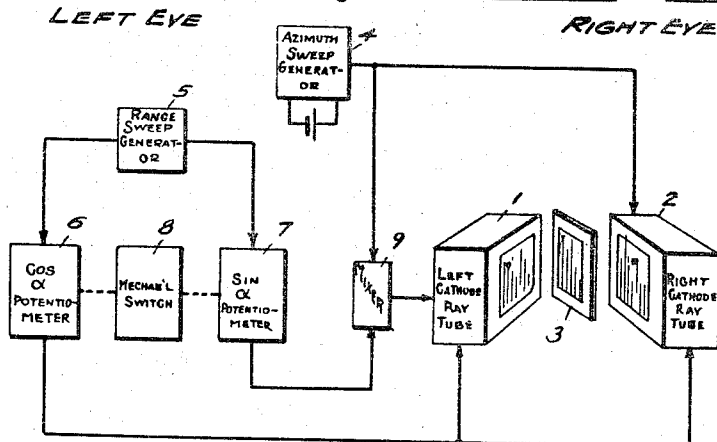 LEFT EYE
RIGHT EYE
4
AZIMUTH
SWEEP
GENERAT-
OR
5
RANGE
SWEEP
GENERAT-
OR
6
COS
α
POTENTIO-
METER
8
MECHAE'L
SWITCH
7
SIN
α
POTENTIO-
METER
9
MIXER
1
LEFT
CATHODE
RAY
TUBE
3
2
RIGHT
CATHODE
RAY
TUBE